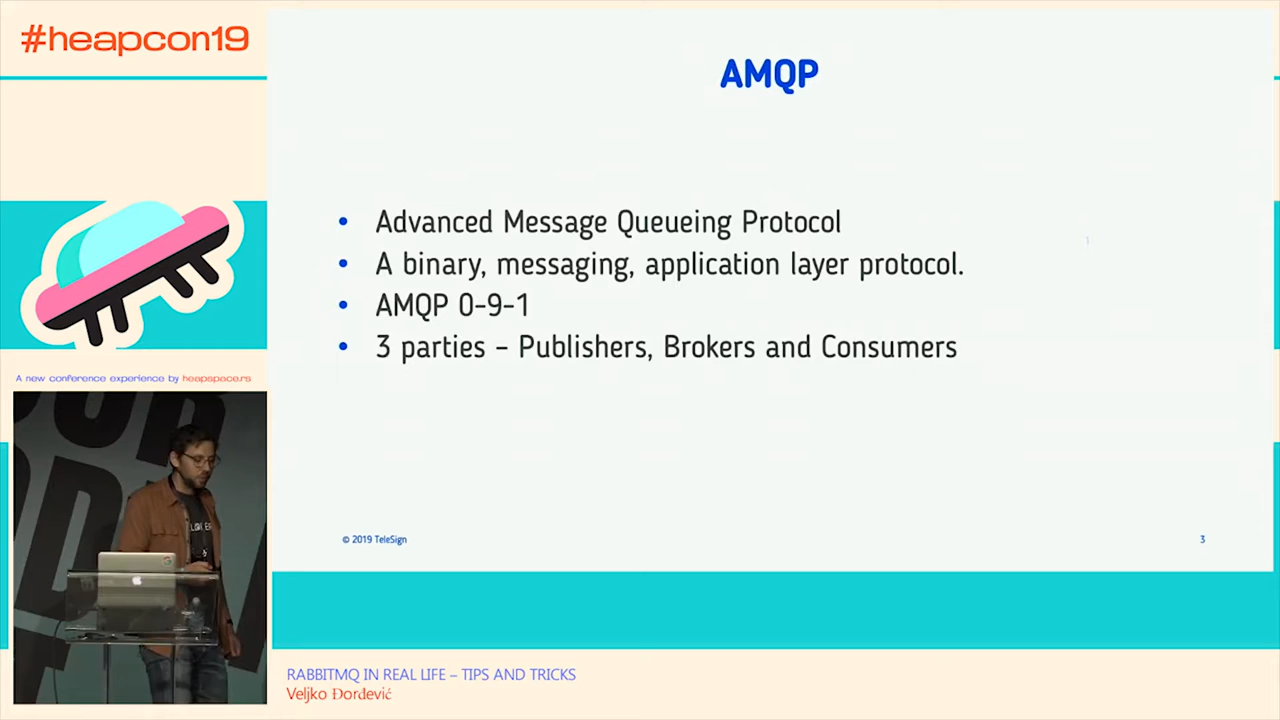 #heapcon19
AMQP
• Advanced Message Queueing Protocol
• A binary, messaging, application layer protocol.
• AMQP 0-9-1
• 3 parties – Publishers, Brokers and Consumers
© 2019 TeleSign
3
A new conference experience by heapspace.rs
RABBITMQ IN REAL LIFE – TIPS AND TRICKS
Veljko Đorđević